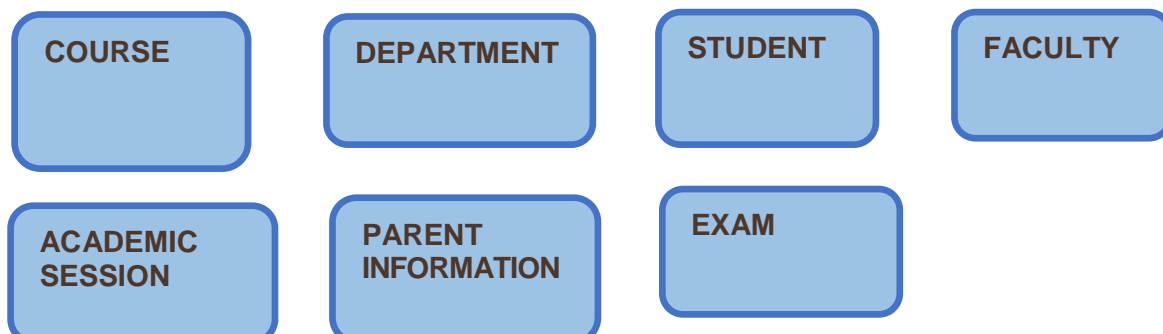 COURSE
DEPARTMENT
STUDENT
FACULTY
ACADEMIC
SESSION
PARENT
INFORMATION
EXAM